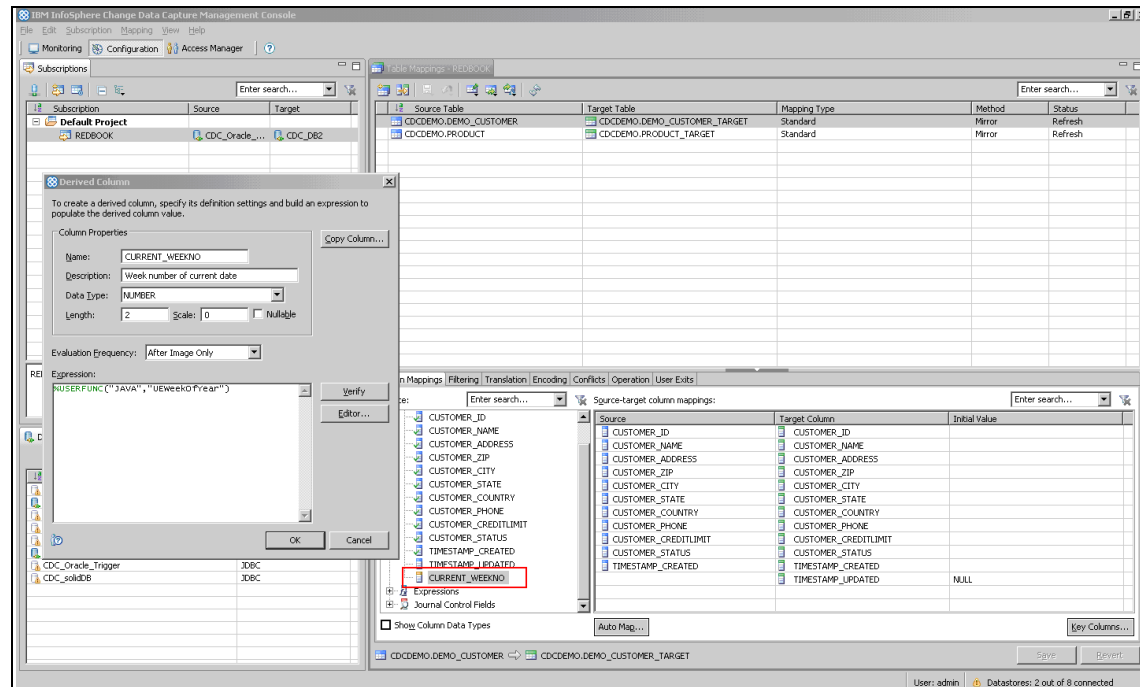 IBM InfoSphere Change Data Capture Management Console
File Edit Subscription Mapping View Help
Monitoring Configuration Access Manager
Subscriptions
Enter search...
Subscription Source Target
Default Project
REDBOOK CDC_Oracle_... CDC_DB2
Table Mappings - REDBOOK
Enter search...
Source Table Target Table Mapping Type Method Status
CDCDEMO.DEMO_CUSTOMER CDCDEMO.DEMO_CUSTOMER_TARGET Standard Mirror Refresh
CDCDEMO.PRODUCT CDCDEMO.PRODUCT_TARGET Standard Mirror Refresh
Derived Column
To create a derived column, specify its definition settings and build an expression to
populate the derived column value.
Column Properties
Copy Column...
Name: CURRENT_WEEKNO
Description: Week number of current date
Data Type: NUMBER
Length: 2 Scale: 0 Nullable
Evaluation Frequency: After Image Only
Expression:
%USERFUNC("JAVA","UEWeekOfYear")
Verify
Editor...
OK Cancel
CDC_Oracle_Trigger JDBC
CDC_solidDB JDBC
Mappings Filtering Translation Encoding Conflicts Operation User Exits
Enter search...
Source-target column mappings:
Enter search...
CUSTOMER_ID
CUSTOMER_NAME
CUSTOMER_ADDRESS
CUSTOMER_ZIP
CUSTOMER_CITY
CUSTOMER_STATE
CUSTOMER_COUNTRY
CUSTOMER_PHONE
CUSTOMER_CREDITLIMIT
CUSTOMER_STATUS
TIMESTAMP_CREATED
TIMESTAMP_UPDATED
CURRENT_WEEKNO
Expressions
Journal Control Fields
Source Target Column Initial Value
CUSTOMER_ID CUSTOMER_ID
CUSTOMER_NAME CUSTOMER_NAME
CUSTOMER_ADDRESS CUSTOMER_ADDRESS
CUSTOMER_ZIP CUSTOMER_ZIP
CUSTOMER_CITY CUSTOMER_CITY
CUSTOMER_STATE CUSTOMER_STATE
CUSTOMER_COUNTRY CUSTOMER_COUNTRY
CUSTOMER_PHONE CUSTOMER_PHONE
CUSTOMER_CREDITLIMIT CUSTOMER_CREDITLIMIT
CUSTOMER_STATUS CUSTOMER_STATUS
TIMESTAMP_CREATED TIMESTAMP_CREATED
TIMESTAMP_UPDATED NULL
Show Column Data Types
Auto Map...
Key Columns...
CDCDEMO.DEMO_CUSTOMER CDCDEMO.DEMO_CUSTOMER_TARGET
Save Revert
User: admin Datastores: 2 out of 8 connected